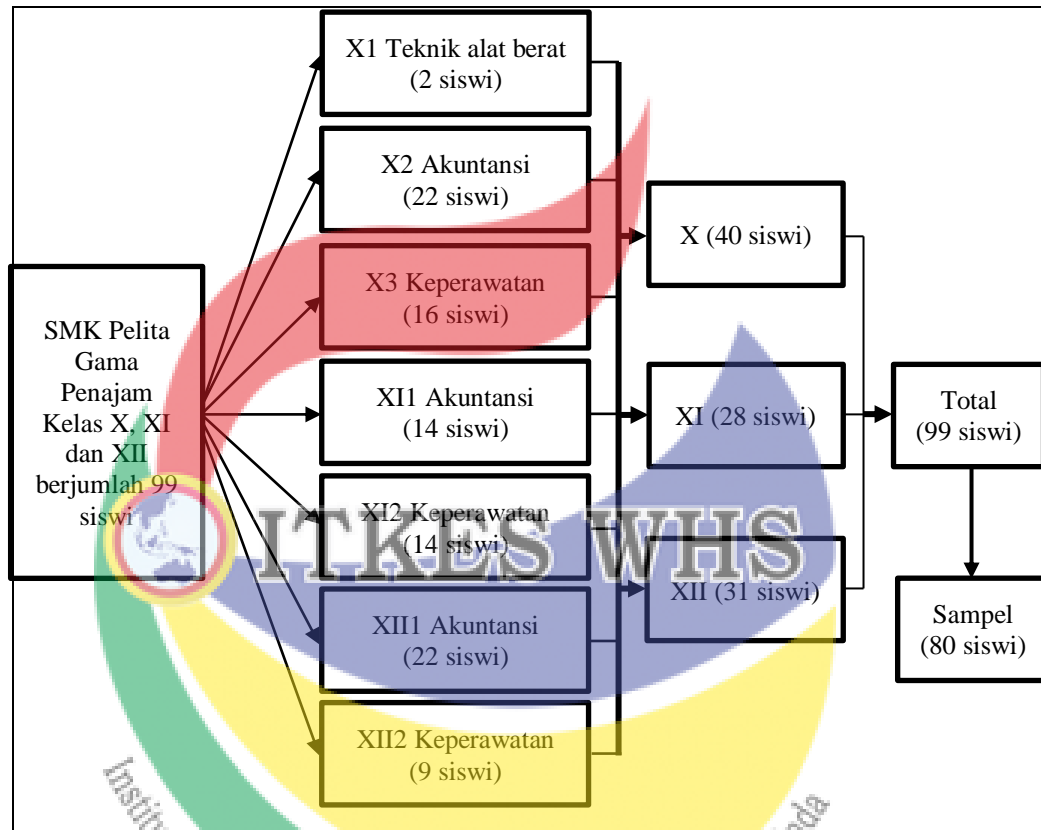 SMK Pelita
Gama
Penajam
Kelas X, XI
dan XII
berjumlah 99
siswi
X1 Teknik alat berat
(2 siswi)
X2 Akuntansi
(22 siswi)
X3 Keperawatan
(16 siswi)
XI1 Akuntansi
(14 siswi)
XI2 Keperawatan
(14 siswi)
XII1 Akuntansi
(22 siswi)
XII2 Keperawatan
(9 siswi)
X (40 siswi)
XI (28 siswi)
XII (31 siswi)
Total
(99 siswi)
Sampel
(80 siswi)
ITKES WHS